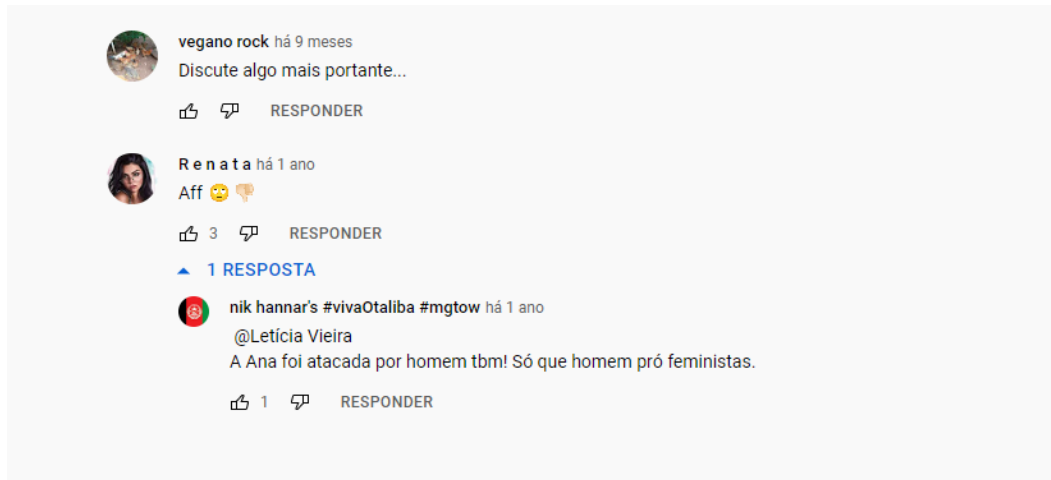 vegano rock há 9 meses
Discute algo mais portante...
RESPONDER
R e n a t a há 1 ano
Aff 🙄 👎🏼
3 RESPONDER
1 RESPOSTA
nik hannar's #vivaOtaliba #mgtow há 1 ano
@Letícia Vieira
A Ana foi atacada por homem tbm! Só que homem pró feministas.
1 RESPONDER